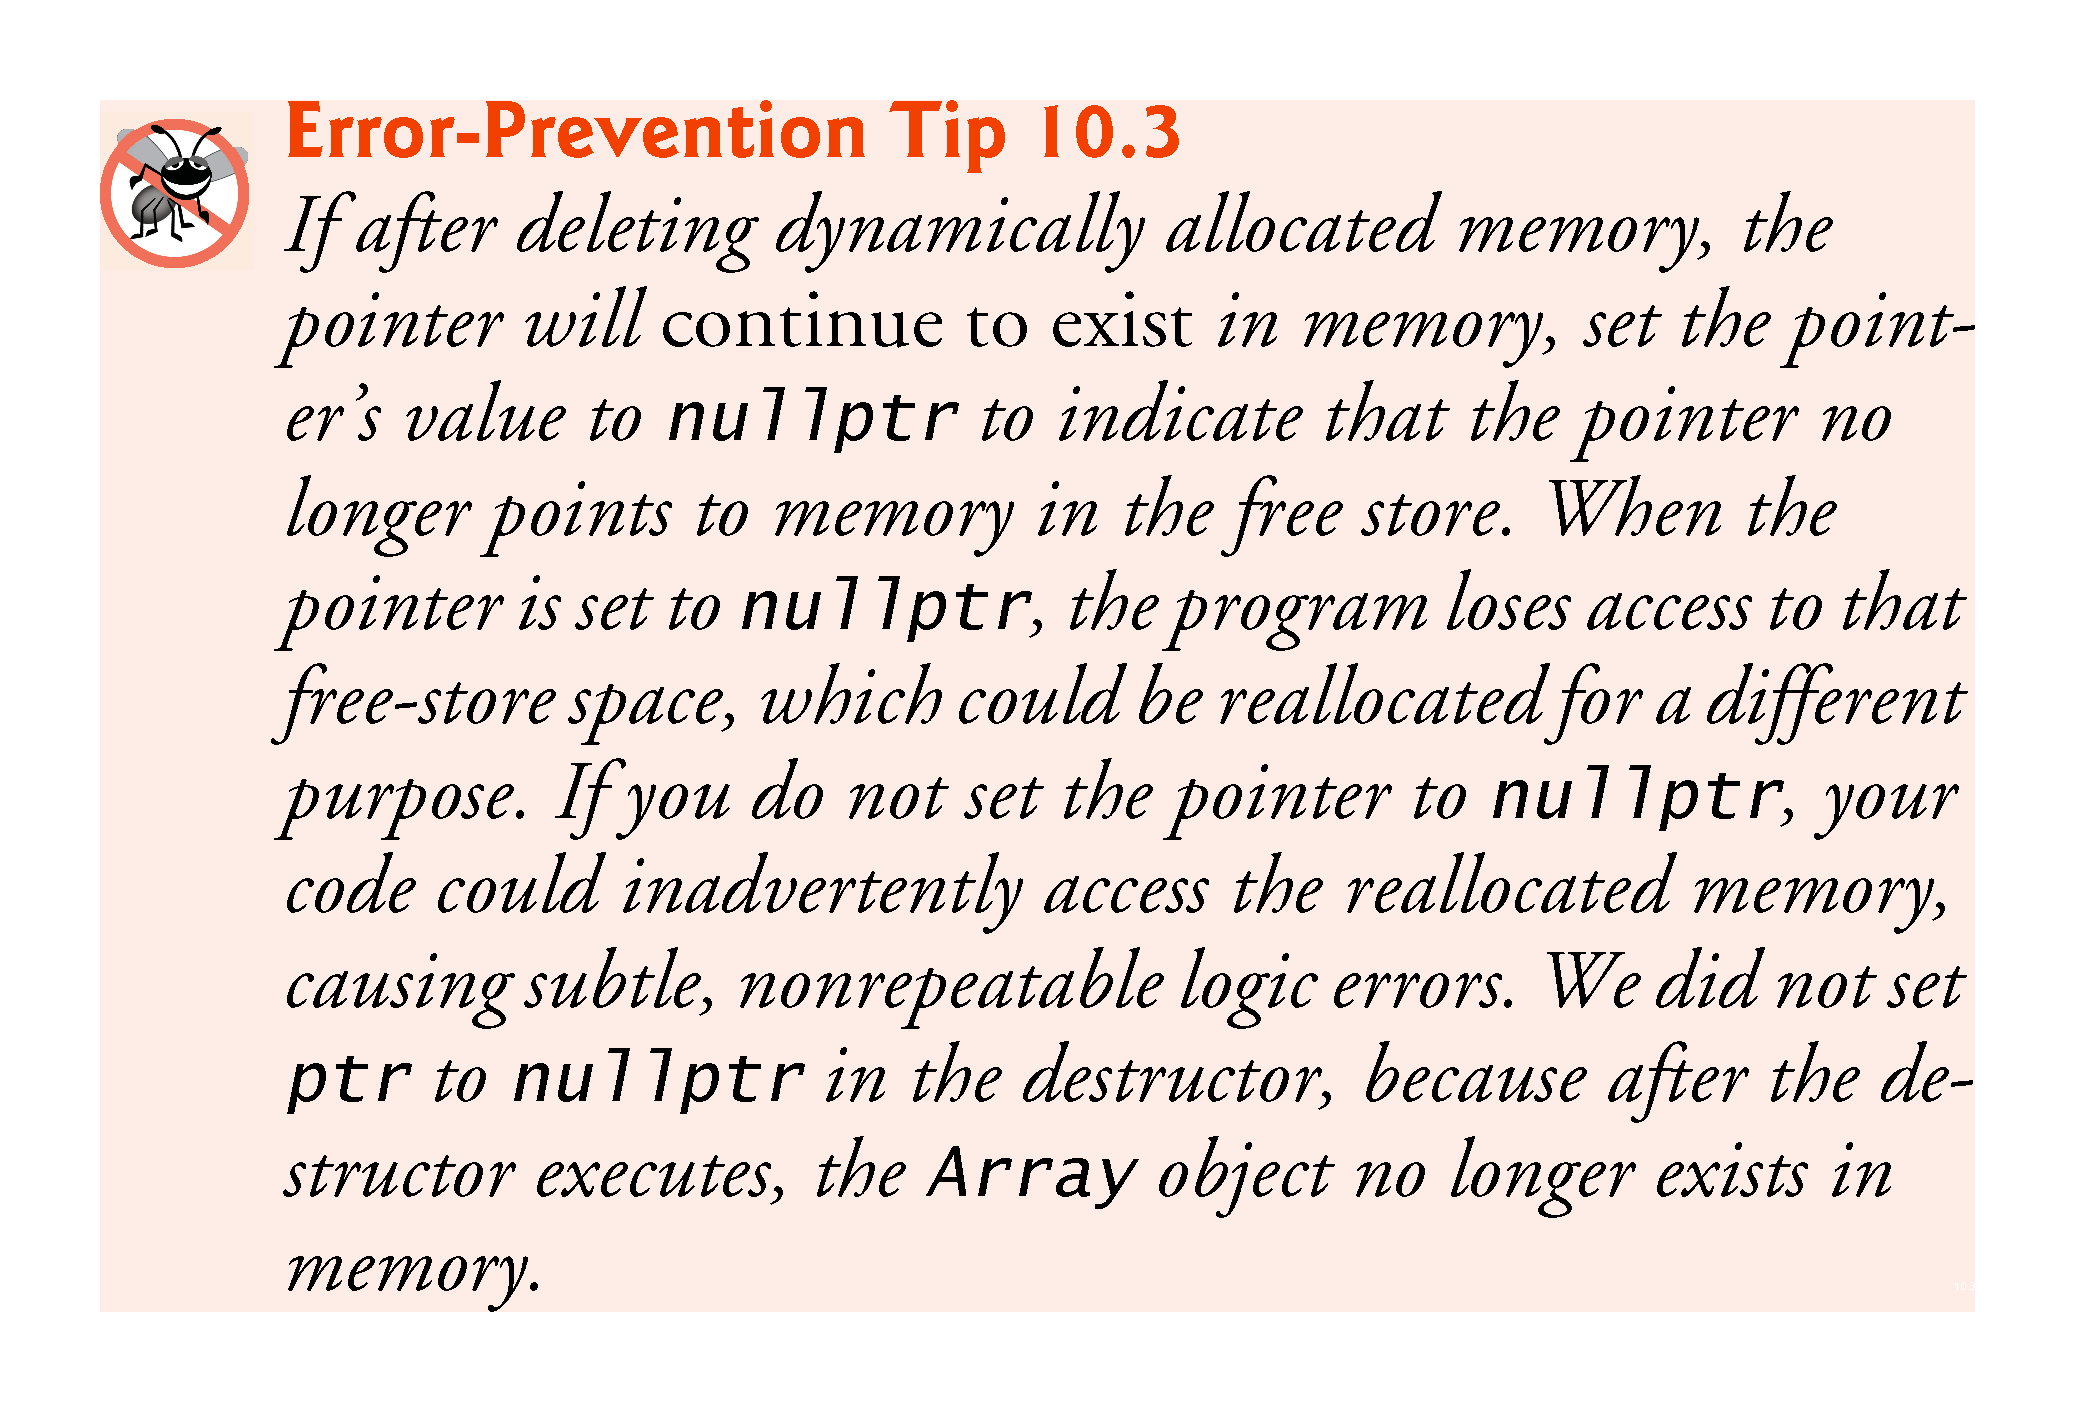 Error-Prevention Tip 10.3
If after deleting dynamically allocated memory, the
pointer will continue to exist in memory, set the point-
er’s value to nullptr to indicate that the pointer no
longer points to memory in the free store. When the
pointer is set to nullptr, the program loses access to that
free-store space, which could be reallocated for a different
purpose. If you do not set the pointer to nullptr, your
code could inadvertently access the reallocated memory,
causing subtle, nonrepeatable logic errors. We did not set
ptr to nullptr in the destructor, because after the de-
structor executes, the Array object no longer exists in
memory.